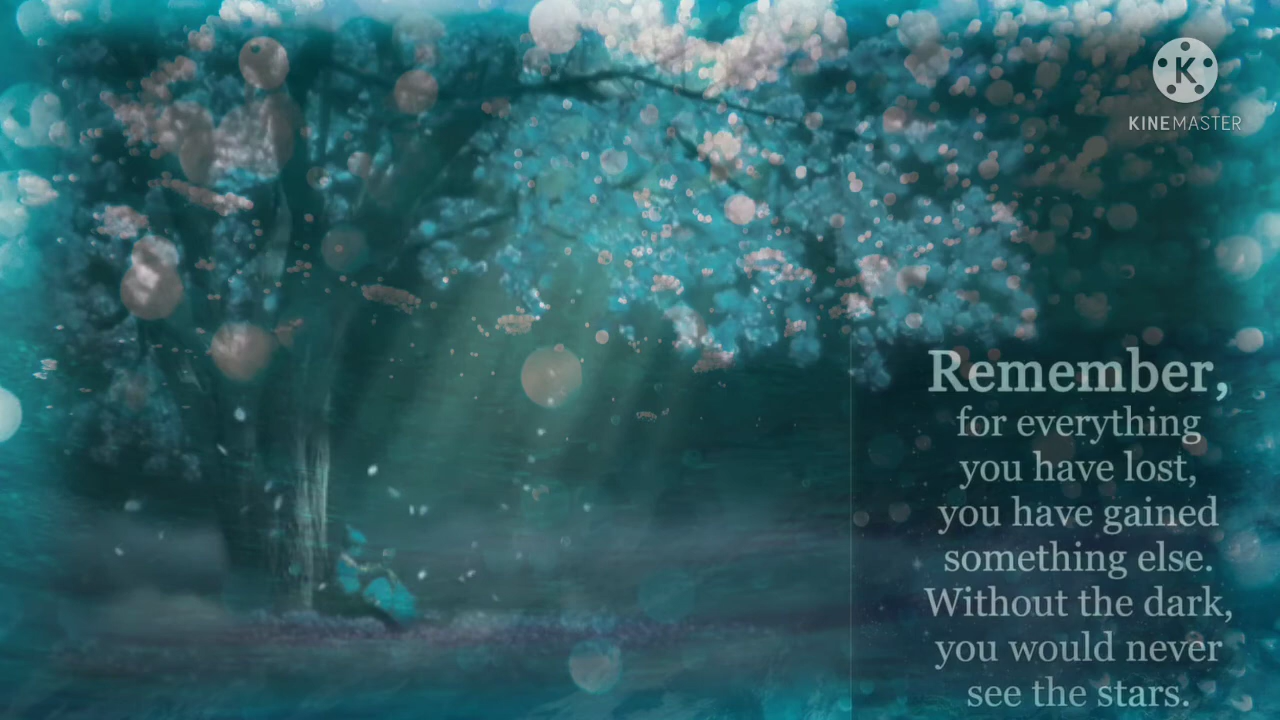 K
KINEMASTER
Remember,
for everything
you have lost,
you have gained
something else.
Without the dark,
you would never
see the stars.